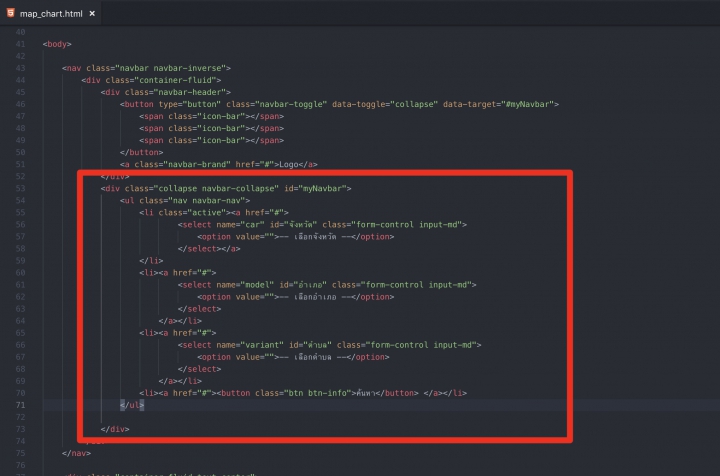 map_chart.html ×
40
41 <body>
42
43 <nav class="navbar navbar-inverse">
44 <div class="container-fluid">
45 <div class="navbar-header">
46 <button type="button" class="navbar-toggle" data-toggle="collapse" data-target="#myNavbar">
47 <span class="icon-bar"></span>
48 <span class="icon-bar"></span>
49 <span class="icon-bar"></span>
50 </button>
51 <a class="navbar-brand" href="#">Logo</a>
52 </div>
53 <div class="collapse navbar-collapse" id="myNavbar">
54 <ul class="nav navbar-nav">
55 <li class="active"><a href="#">
56 <select name="car" id="จังหวัด" class="form-control input-md">
57 <option value="">-- เลือกจังหวัด --</option>
58 </select></a>
59 </li>
60 <li><a href="#">
61 <select name="model" id="อำเภอ" class="form-control input-md">
62 <option value="">-- เลือกอำเภอ --</option>
63 </select>
64 </a></li>
65 <li><a href="#">
66 <select name="variant" id="ตำบล" class="form-control input-md">
67 <option value="">-- เลือกตำบล --</option>
68 </select>
69 </a></li>
70 <li><a href="#"><button class="btn btn-info">ค้นหา</button> </a></li>
71 </ul>
72
73 </div>
74
75 </nav>
76